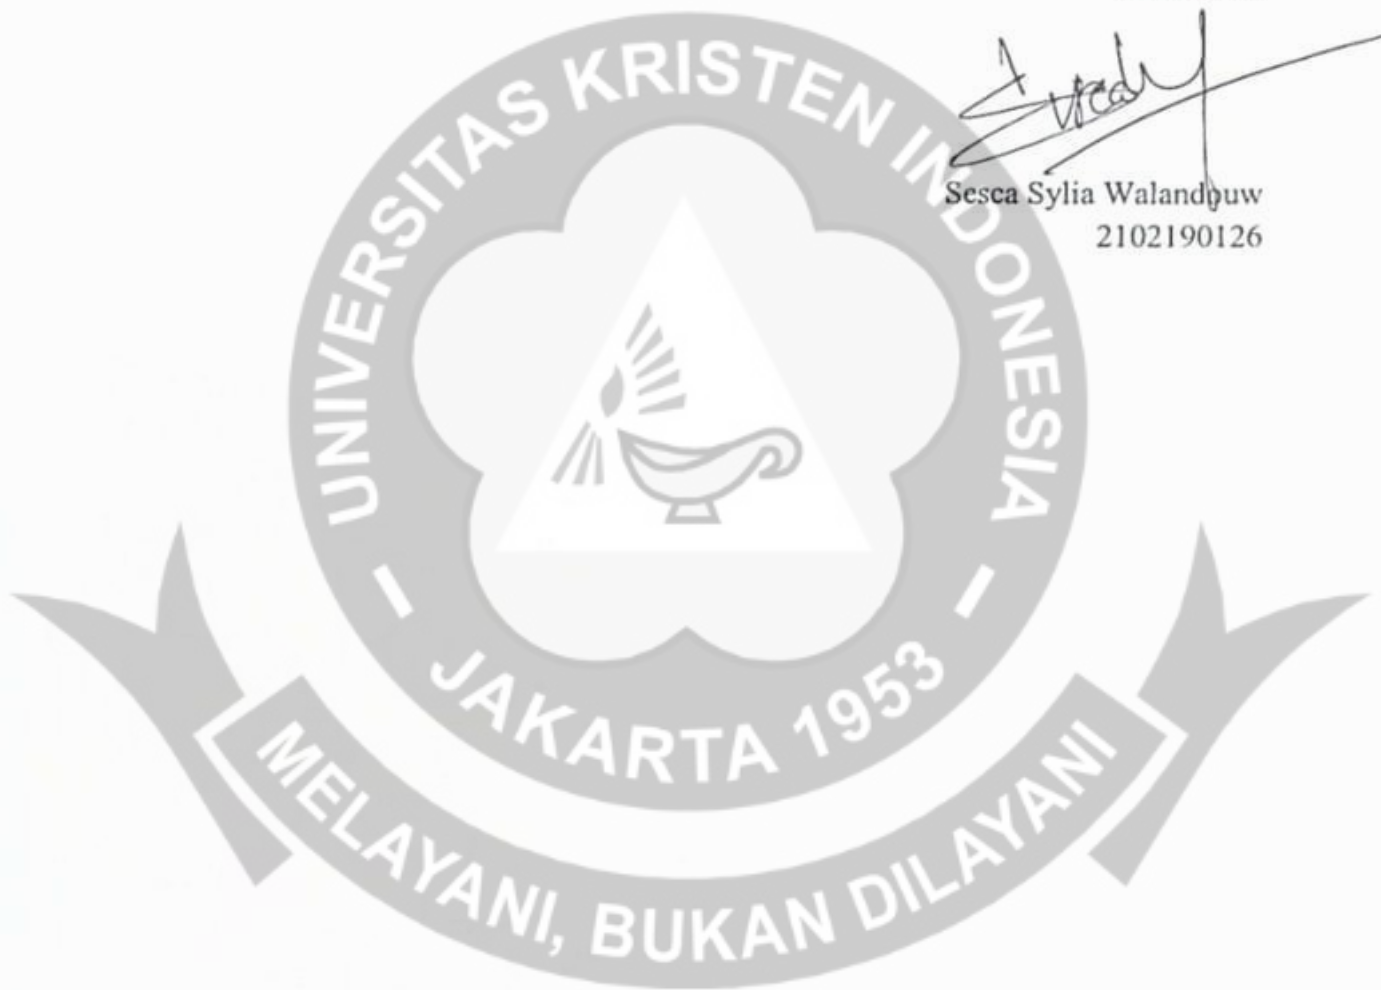 Sesca Sylia Walandouw
2102190126
UNIVERSITAS KRISTEN INDONESIA
JAKARTA 1953
MELAYANI, BUKAN DILAYANI